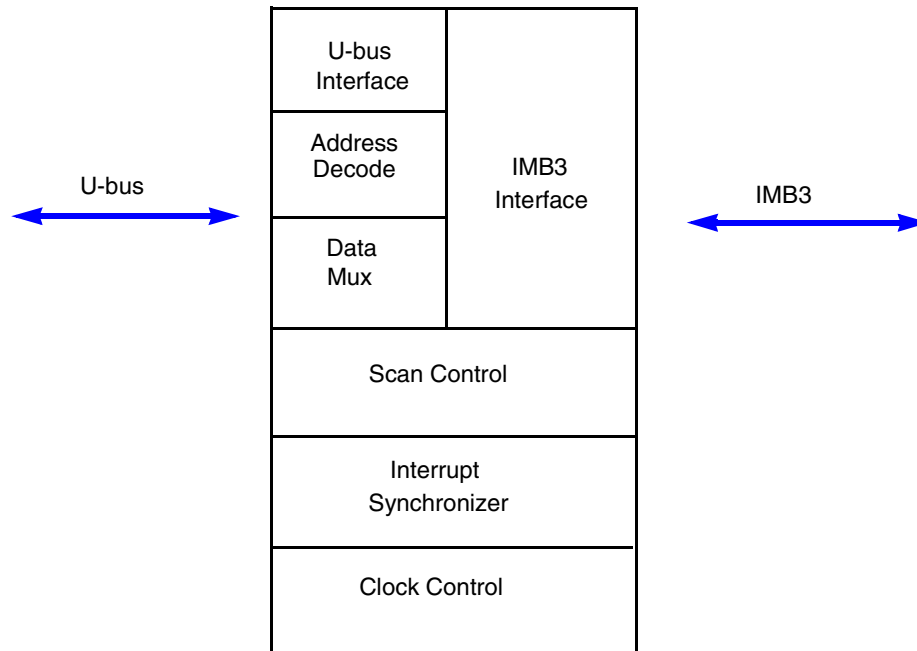 U-bus
Interface
Address
Decode
Data
Mux
IMB3
Interface
U-bus
IMB3
Scan Control
Interrupt
Synchronizer
Clock Control